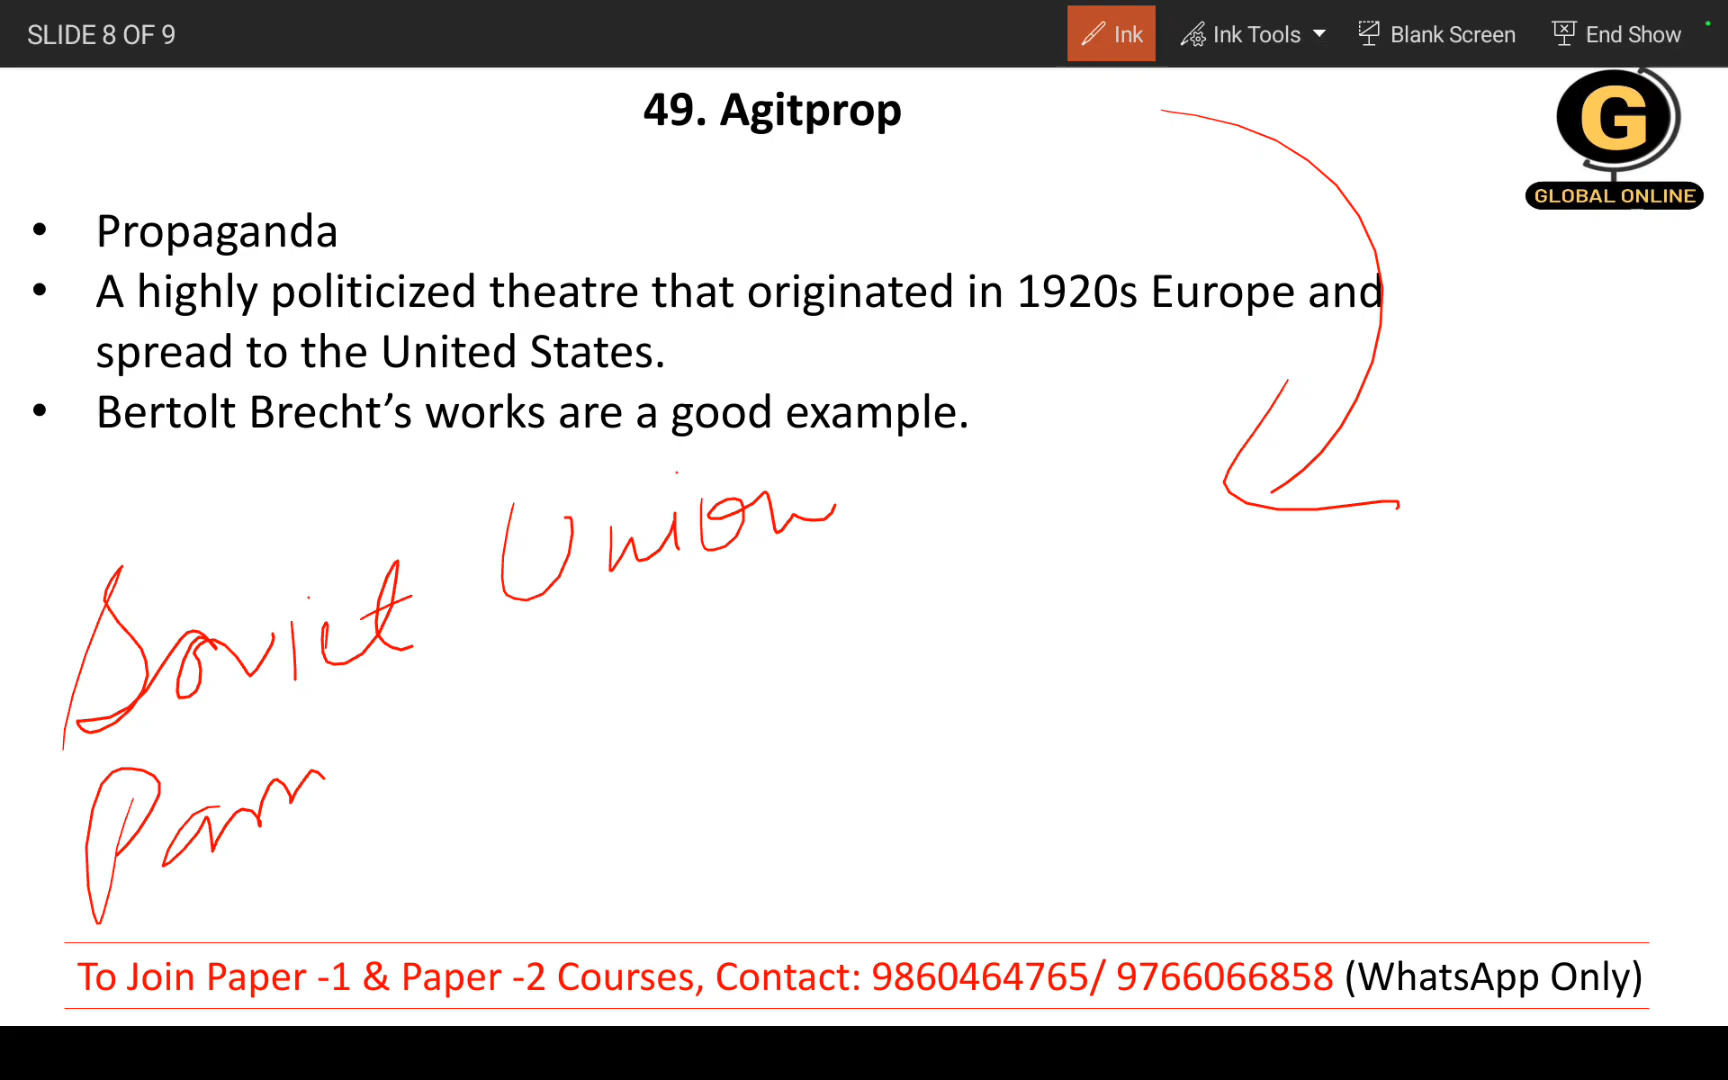 SLIDE 8 OF 9
Ink
Ink Tools
Blank Screen
End Show
49. Agitprop
G
GLOBAL ONLINE
• Propaganda
• A highly politicized theatre that originated in 1920s Europe and
spread to the United States.
• Bertolt Brecht’s works are a good example.
Soviet Union
To Join Paper -1 & Paper -2 Courses, Contact: 9860464765/ 9766066858 (WhatsApp Only)